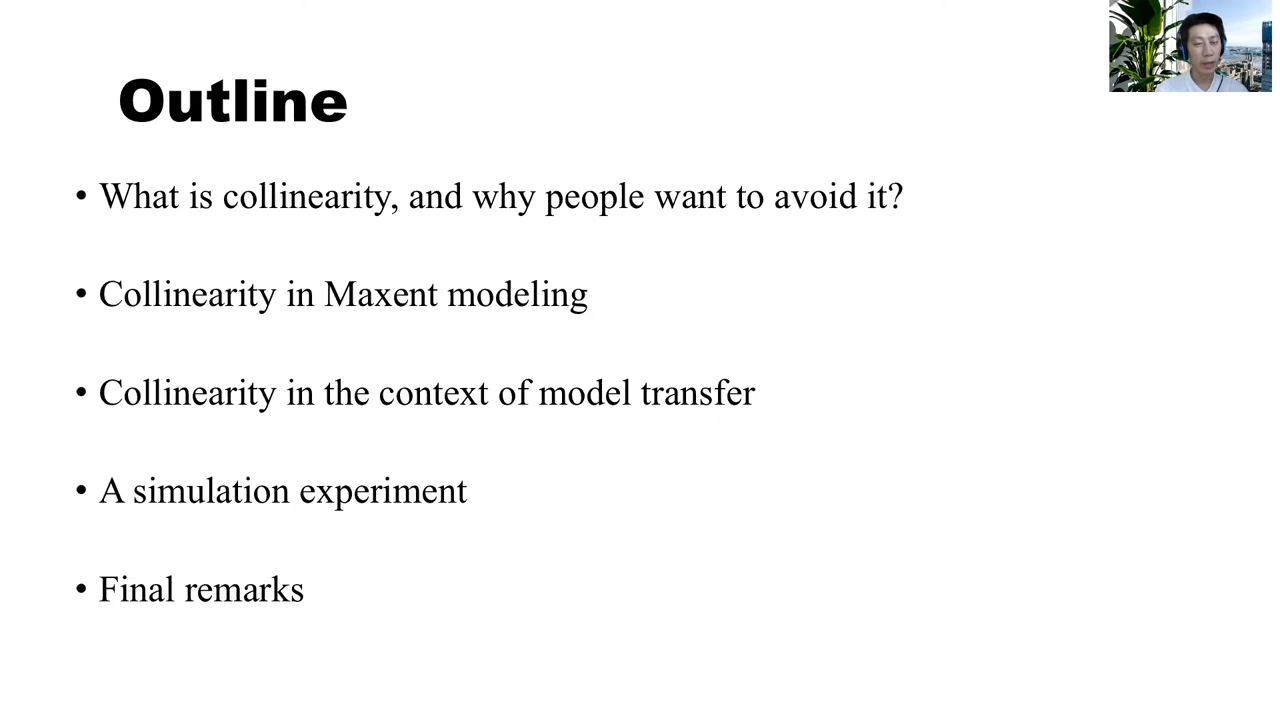 Outline
• What is collinearity, and why people want to avoid it?
• Collinearity in Maxent modeling
• Collinearity in the context of model transfer
• A simulation experiment
• Final remarks